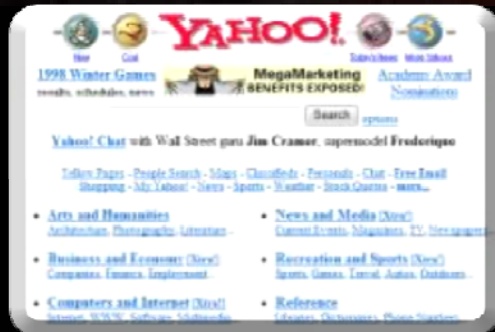 YAHOO!
New Cool Today's News More Yahoos
1998 Winter Games
results, schedules, news
MegaMarketing
BENEFITS EXPOSED!
Academy Award
Nominations
Search options
Yahoo! Chat with Wall Street guru Jim Cramer, supermodel Frederique
Yellow Pages - People Search - Maps - Classifieds - Personals - Chat - Free Email
Shopping - My Yahoo! - News - Sports - Weather - Stock Quotes - more...
• Arts and Humanities
Architecture, Photography, Literature...
• News and Media [Xtra!]
Current Events, Magazines, TV, Newspapers...
• Business and Economy [Xtra!]
Companies, Finance, Employment...
• Recreation and Sports [Xtra!]
Sports, Games, Travel, Autos, Outdoors...
• Computers and Internet [Xtra!]
Internet, WWW, Software, Multimedia...
• Reference
Libraries, Dictionaries, Phone Numbers...